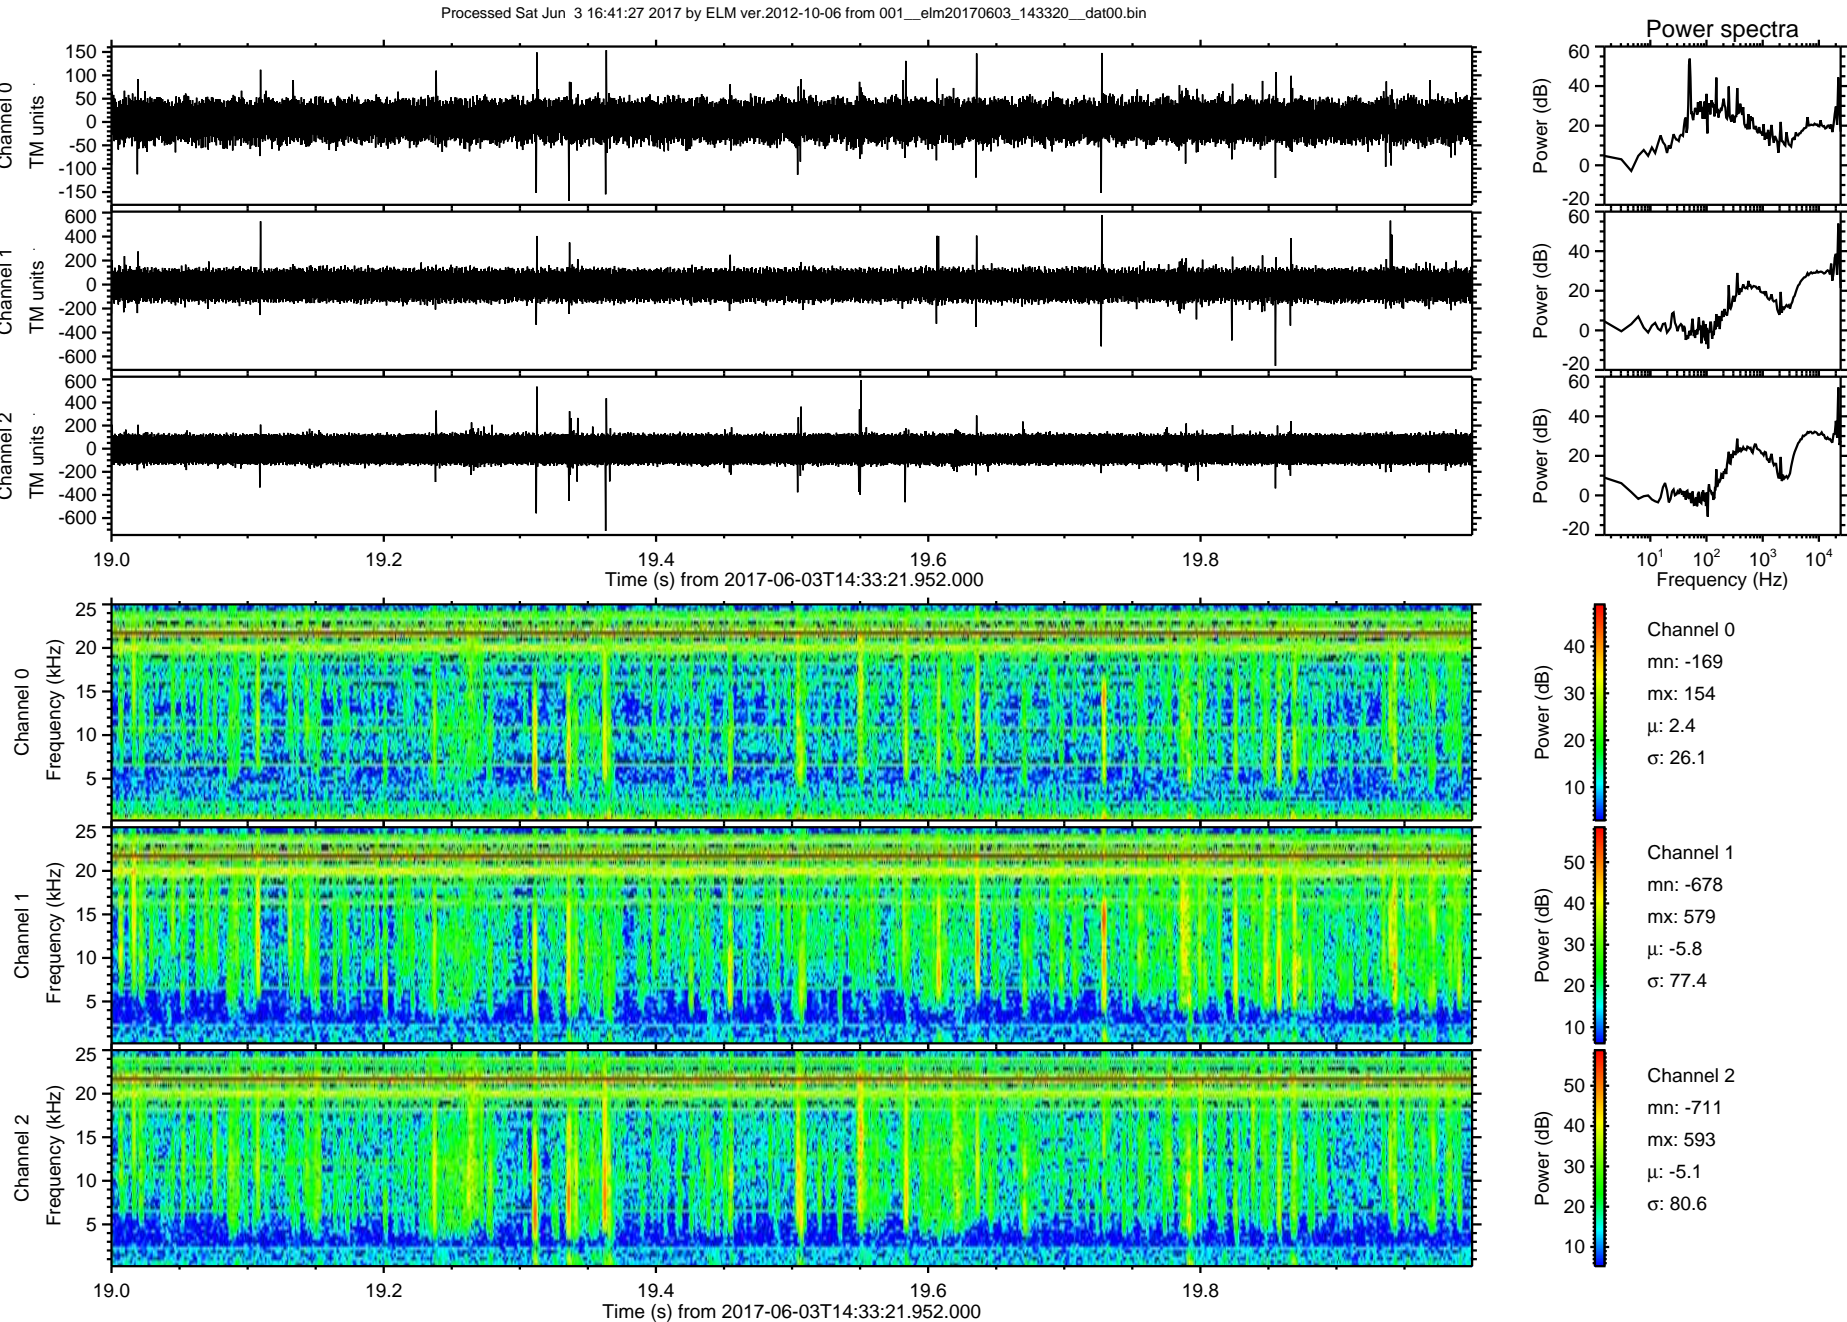 Processed Sat Jun  3 16:41:27 2017 by ELM ver.2012-10-06 from 001__elm20170603_143320__dat00.bin
Power spectra
Channel 0
TM units
150
100
50
0
-50
-100
-150
Power (dB)
60
40
20
0
-20
Channel 1
TM units
600
400
200
0
-200
-400
-600
Power (dB)
60
40
20
0
-20
Channel 2
TM units
600
400
200
0
-200
-400
-600
Power (dB)
60
40
20
0
-20
19.0 19.2 19.4 19.6 19.8
Time (s) from 2017-06-03T14:33:21.952.000
10¹ 10² 10³ 10⁴
Frequency (Hz)
Channel 0
Frequency (kHz)
25
20
15
10
5
Power (dB)
40
30
20
10
Channel 0
mn: -169
mx: 154
μ: 2.4
σ: 26.1
Channel 1
Frequency (kHz)
25
20
15
10
5
Power (dB)
50
40
30
20
10
Channel 1
mn: -678
mx: 579
μ: -5.8
σ: 77.4
Channel 2
Frequency (kHz)
25
20
15
10
5
Power (dB)
50
40
30
20
10
Channel 2
mn: -711
mx: 593
μ: -5.1
σ: 80.6
19.0 19.2 19.4 19.6 19.8
Time (s) from 2017-06-03T14:33:21.952.000